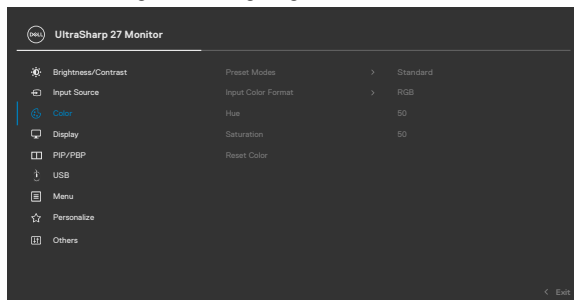 DELL UltraSharp 27 Monitor
Brightness/Contrast Preset Modes > Standard
Input Source Input Color Format > RGB
Color Hue 50
Display Saturation 50
PIP/PBP Reset Color
USB
Menu
Personalize
Others
< Exit